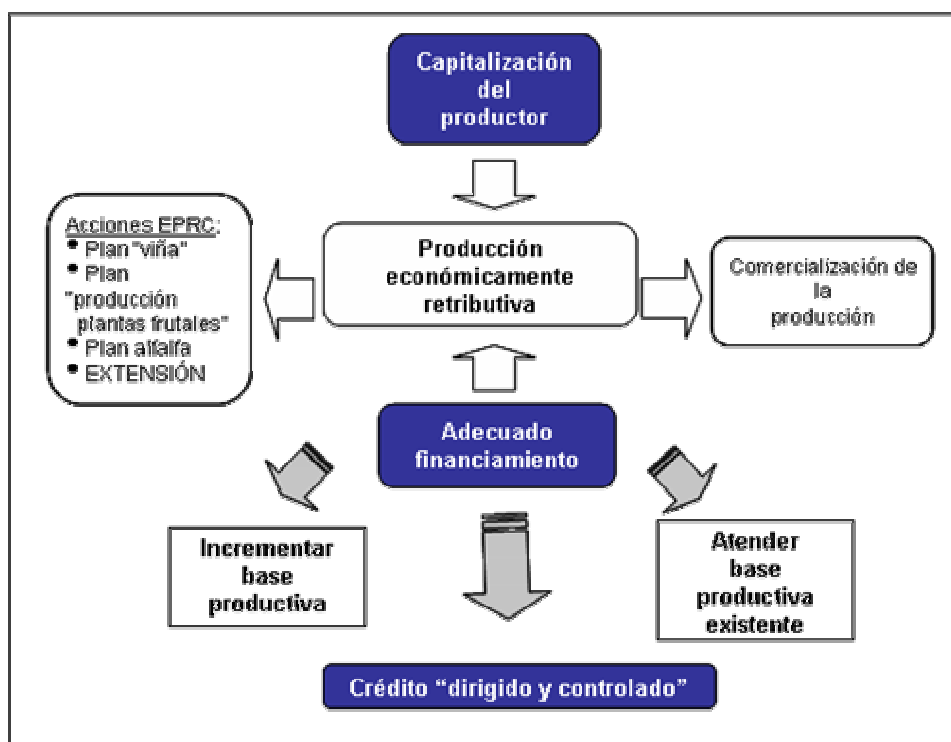 Capitalización
del
productor
Acciones EPRC:
• Plan "viña"
• Plan
"producción
plantas frutales"
• Plan alfalfa
• EXTENSIÓN
Producción
económicamente
retributiva
Comercialización de
la
producción
Adecuado
financiamiento
Incrementar
base
productiva
Atender
base
productiva
existente
Crédito “dirigido y controlado”